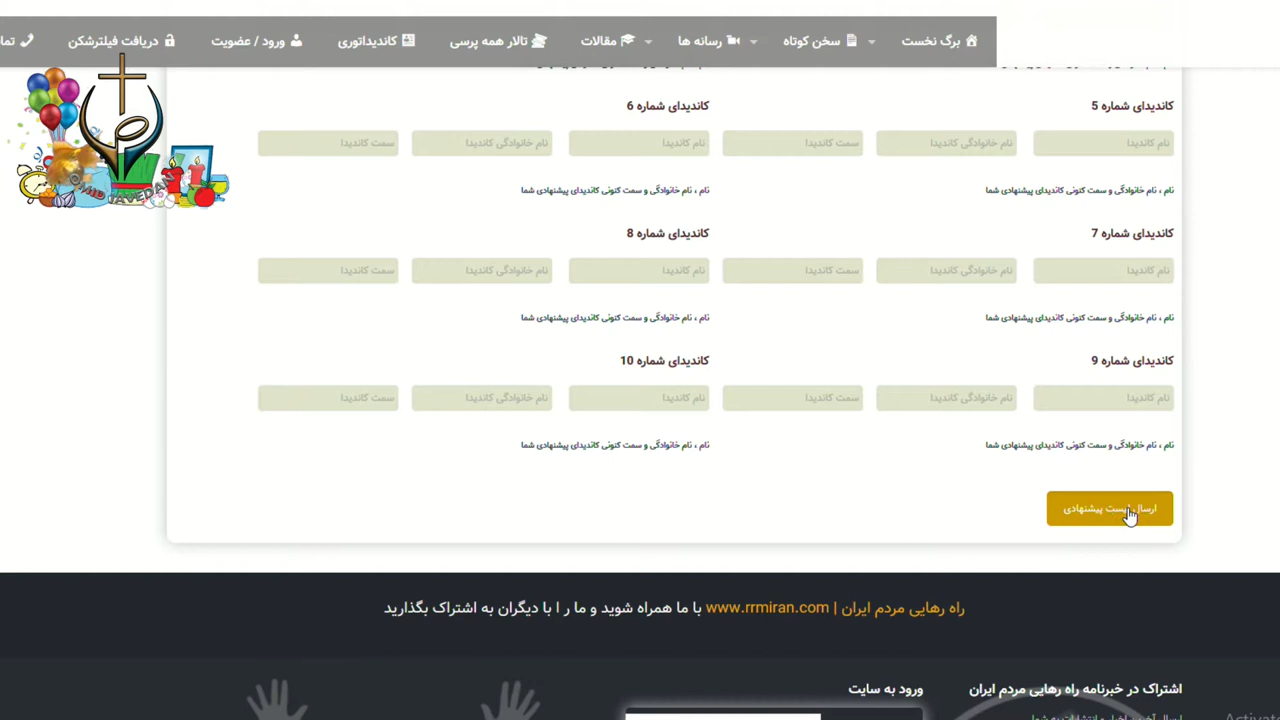 برگ نخست
سخن کوتاه
رسانه ها
مقالات
تالار همه پرسی
کاندیداتوری
ورود / عضویت
دریافت فیلترشکن
کاندیدای شماره 5
کاندیدای شماره 6
نام کاندیدا نام خانوادگی کاندیدا سمت کاندیدا نام کاندیدا نام خانوادگی کاندیدا سمت کاندیدا
نام ، نام خانوادگی و سمت کنونی کاندیدای پیشنهادی شما
نام ، نام خانوادگی و سمت کنونی کاندیدای پیشنهادی شما
کاندیدای شماره 7
کاندیدای شماره 8
نام کاندیدا نام خانوادگی کاندیدا سمت کاندیدا نام کاندیدا نام خانوادگی کاندیدا سمت کاندیدا
نام ، نام خانوادگی و سمت کنونی کاندیدای پیشنهادی شما
نام ، نام خانوادگی و سمت کنونی کاندیدای پیشنهادی شما
کاندیدای شماره 9
کاندیدای شماره 10
نام کاندیدا نام خانوادگی کاندیدا سمت کاندیدا نام کاندیدا نام خانوادگی کاندیدا سمت کاندیدا
نام ، نام خانوادگی و سمت کنونی کاندیدای پیشنهادی شما
نام ، نام خانوادگی و سمت کنونی کاندیدای پیشنهادی شما
ارسال لیست پیشنهادی
راه رهایی مردم ایران | www.rrmiran.com با ما همراه شوید و ما ر ا با دیگران به اشتراک بگذارید
اشتراک در خبرنامه راه رهایی مردم ایران
ورود به سایت